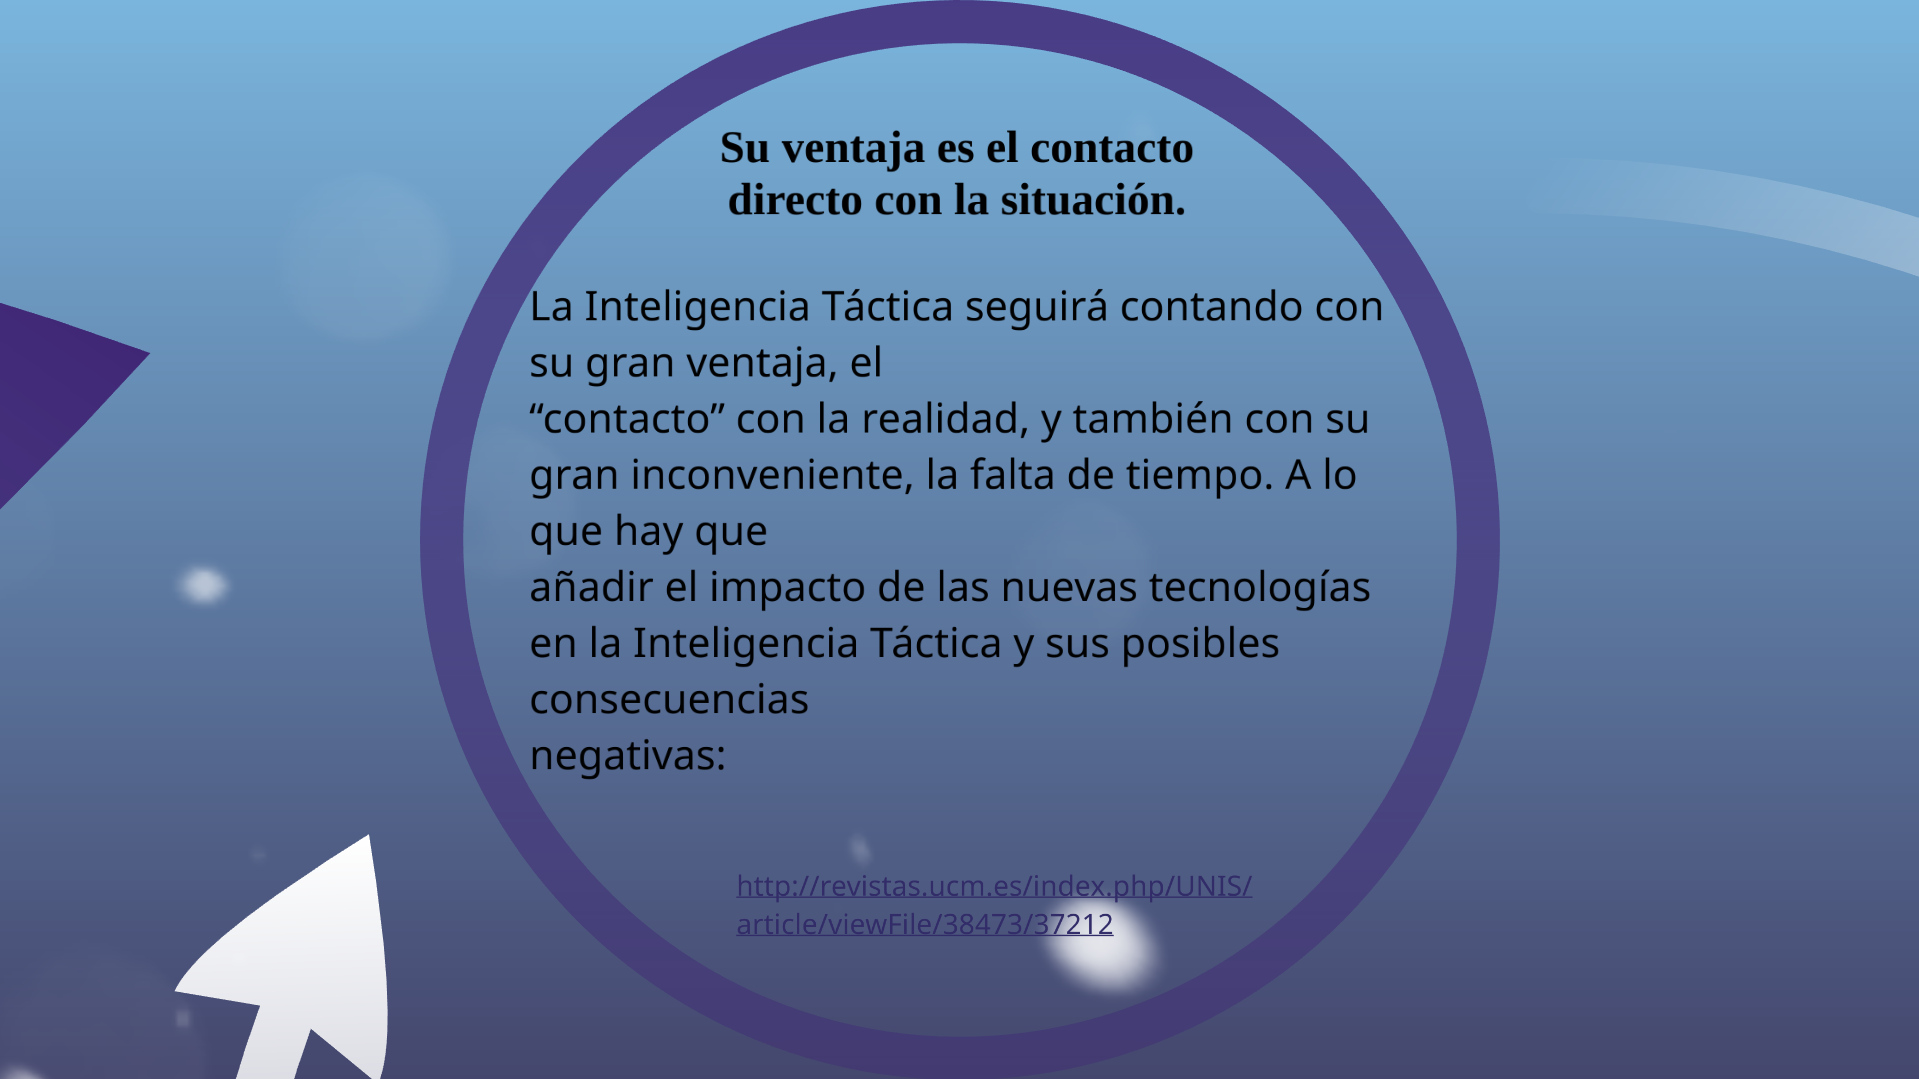 Su ventaja es el contacto
directo con la situación.
La Inteligencia Táctica seguirá contando con
su gran ventaja, el
“contacto” con la realidad, y también con su
gran inconveniente, la falta de tiempo. A lo
que hay que
añadir el impacto de las nuevas tecnologías
en la Inteligencia Táctica y sus posibles
consecuencias
negativas:
http://revistas.ucm.es/index.php/UNIS/
article/viewFile/38473/37212